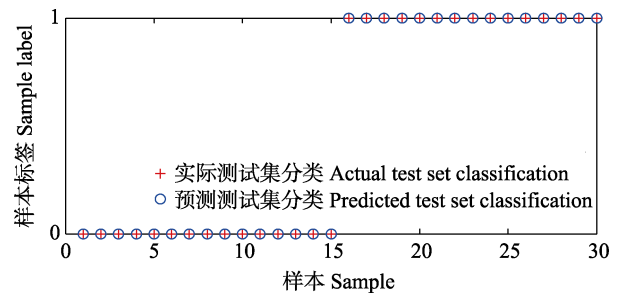 1
样本标签 Sample label
实际测试集分类 Actual test set classification
预测测试集分类 Predicted test set classification
0
0 5 10 15 20 25 30
样本 Sample